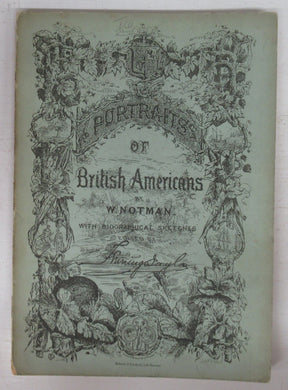 PORTRAITS
OF
British Americans
BY
W. NOTMAN.
WITH BIOGRAPHICAL SKETCHES